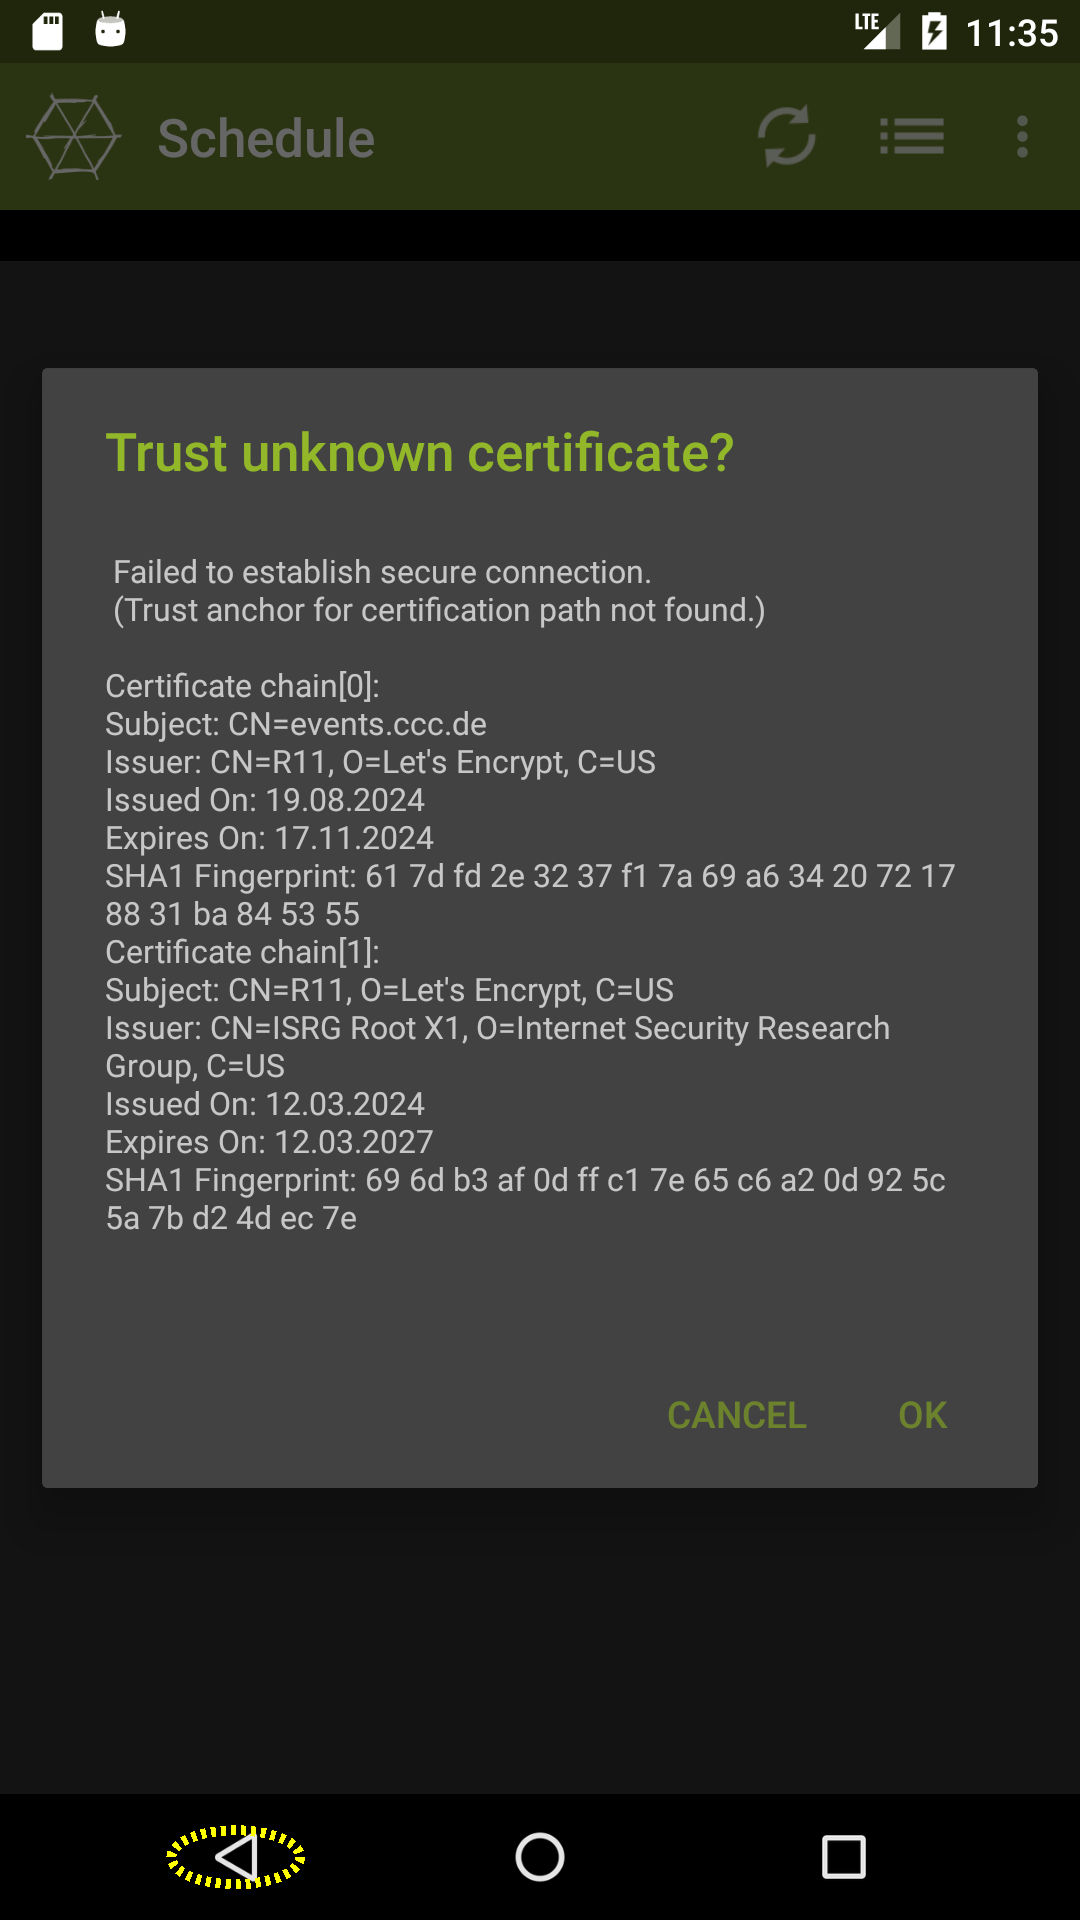 LTE 11:35
Schedule
Trust unknown certificate?
Failed to establish secure connection.
(Trust anchor for certification path not found.)
Certificate chain[0]:
Subject: CN=events.ccc.de
Issuer: CN=R11, O=Let's Encrypt, C=US
Issued On: 19.08.2024
Expires On: 17.11.2024
SHA1 Fingerprint: 61 7d fd 2e 32 37 f1 7a 69 a6 34 20 72 17
88 31 ba 84 53 55
Certificate chain[1]:
Subject: CN=R11, O=Let's Encrypt, C=US
Issuer: CN=ISRG Root X1, O=Internet Security Research
Group, C=US
Issued On: 12.03.2024
Expires On: 12.03.2027
SHA1 Fingerprint: 69 6d b3 af 0d ff c1 7e 65 c6 a2 0d 92 5c
5a 7b d2 4d ec 7e
CANCEL OK